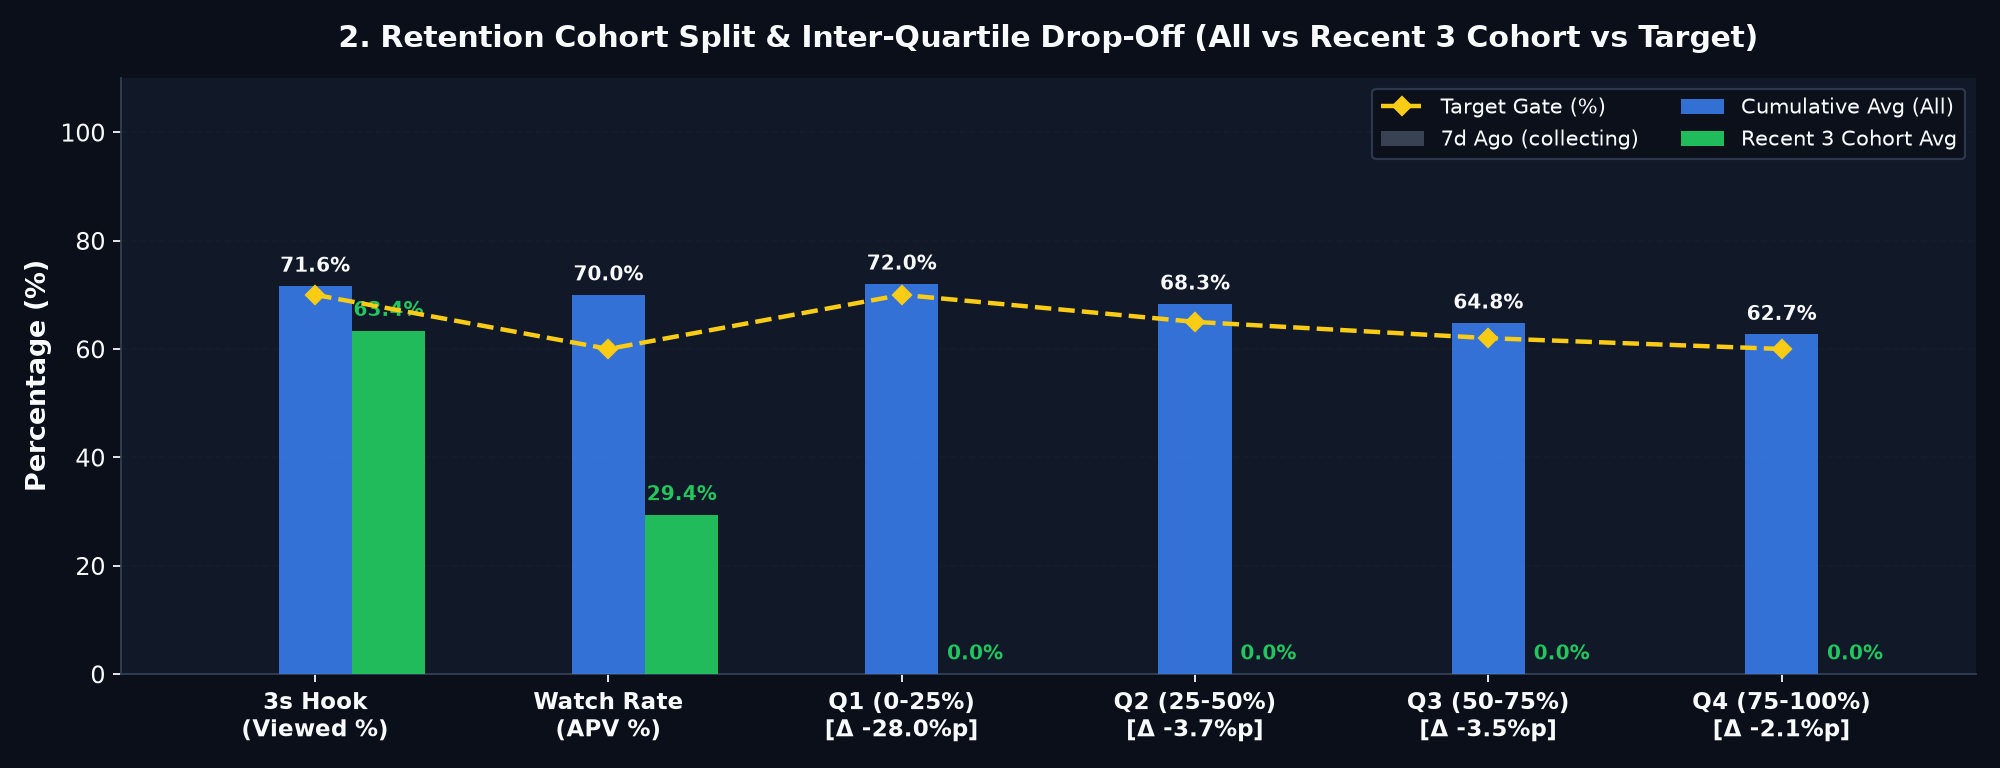 2. Retention Cohort Split & Inter-Quartile Drop-Off (All vs Recent 3 Cohort vs Target)
Target Gate (%)
7d Ago (collecting)
Cumulative Avg (All)
Recent 3 Cohort Avg
Percentage (%)
100
80
60
40
20
0
71.6%
63.4%
70.0%
29.4%
72.0%
0.0%
68.3%
0.0%
64.8%
0.0%
62.7%
0.0%
3s Hook
(Viewed %)
Watch Rate
(APV %)
Q1 (0-25%)
[Δ -28.0%p]
Q2 (25-50%)
[Δ -3.7%p]
Q3 (50-75%)
[Δ -3.5%p]
Q4 (75-100%)
[Δ -2.1%p]